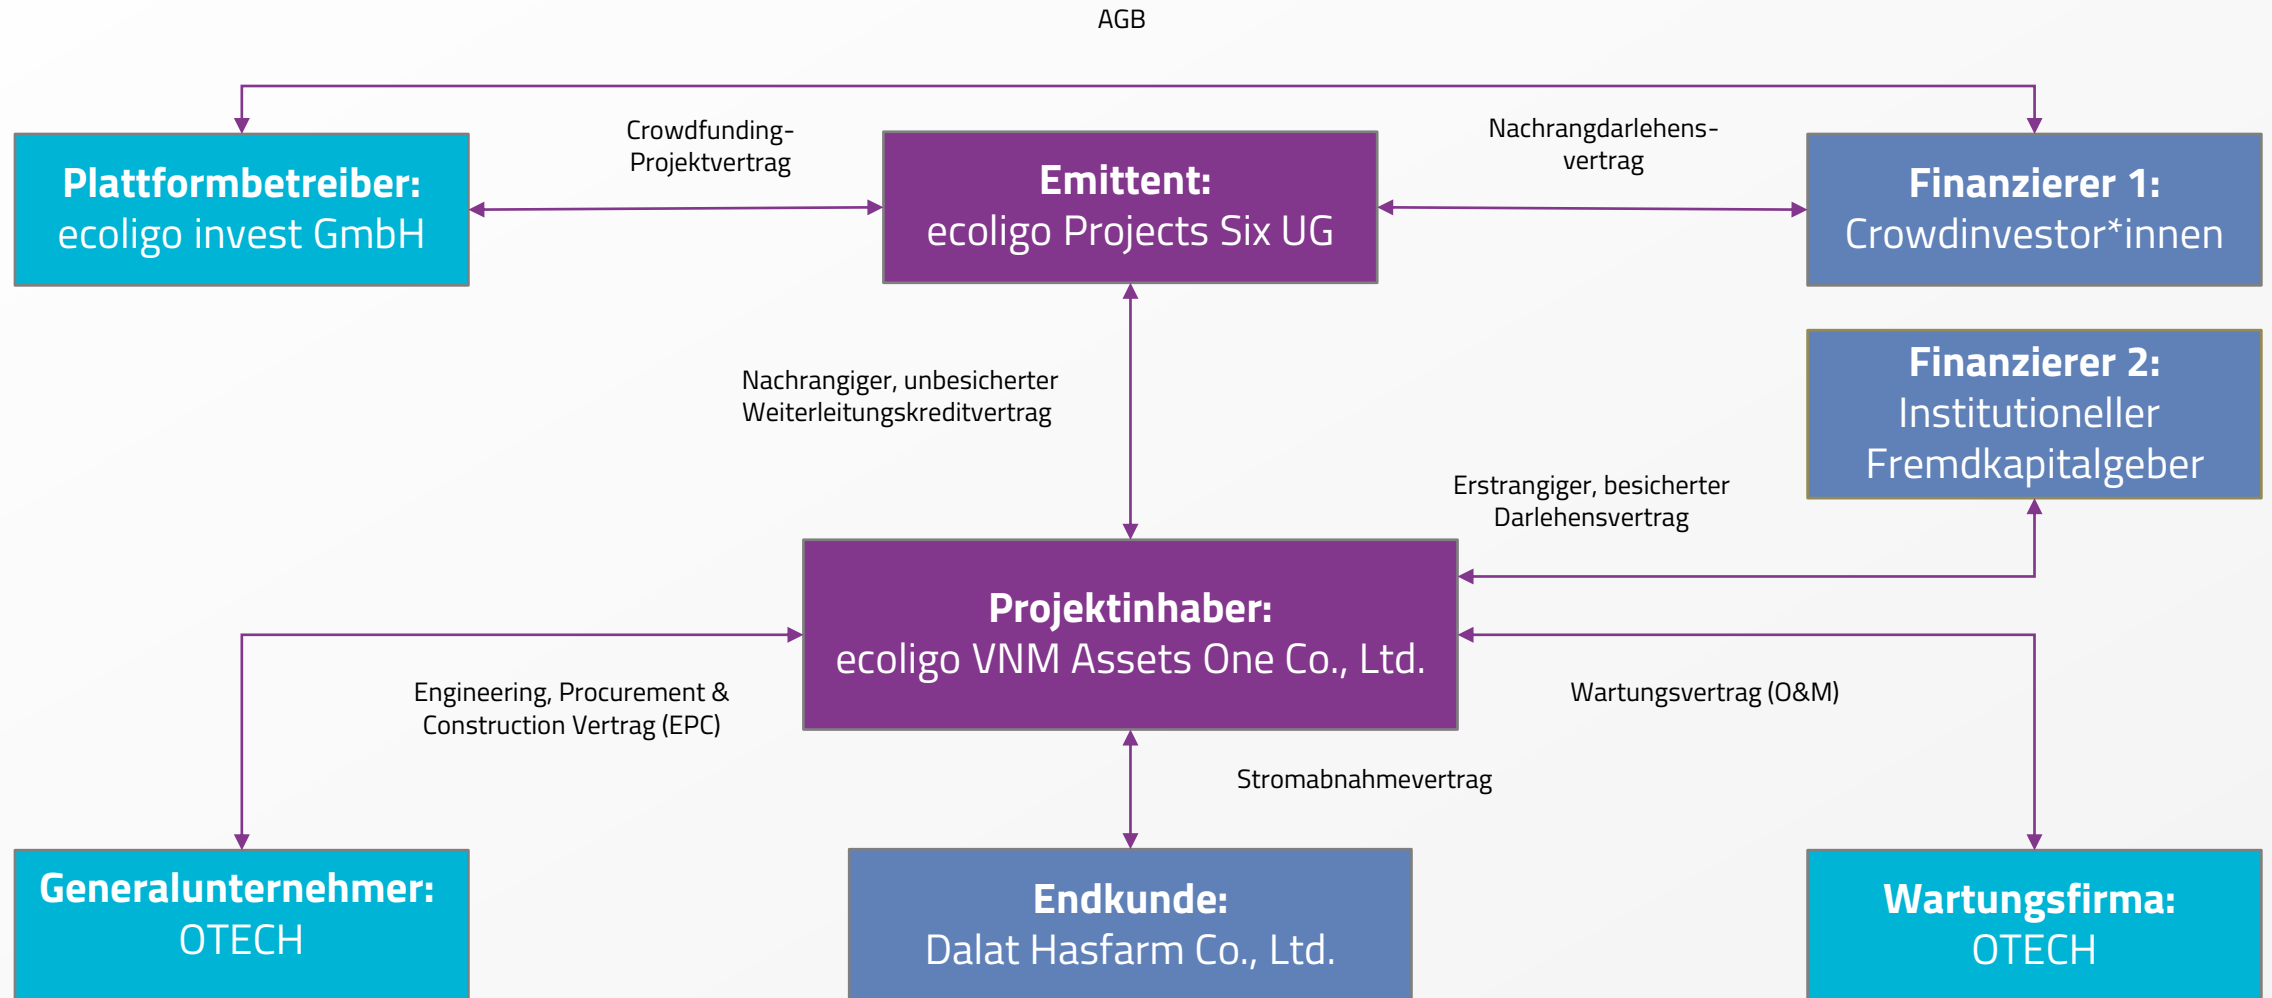 AGB
Crowdfunding-
Projektvertrag
Nachrangdarlehens-
vertrag
Plattformbetreiber:
ecoligo invest GmbH
Emittent:
ecoligo Projects Six UG
Finanzierer 1:
Crowdinvestor*innen
Finanzierer 2:
Institutioneller
Fremdkapitalgeber
Nachrangiger, unbesicherter
Weiterleitungskreditvertrag
Erstrangiger, besicherter
Darlehensvertrag
Projektinhaber:
ecoligo VNM Assets One Co., Ltd.
Engineering, Procurement &
Construction Vertrag (EPC)
Wartungsvertrag (O&M)
Stromabnahmevertrag
Generalunternehmer:
OTECH
Endkunde:
Dalat Hasfarm Co., Ltd.
Wartungsfirma:
OTECH